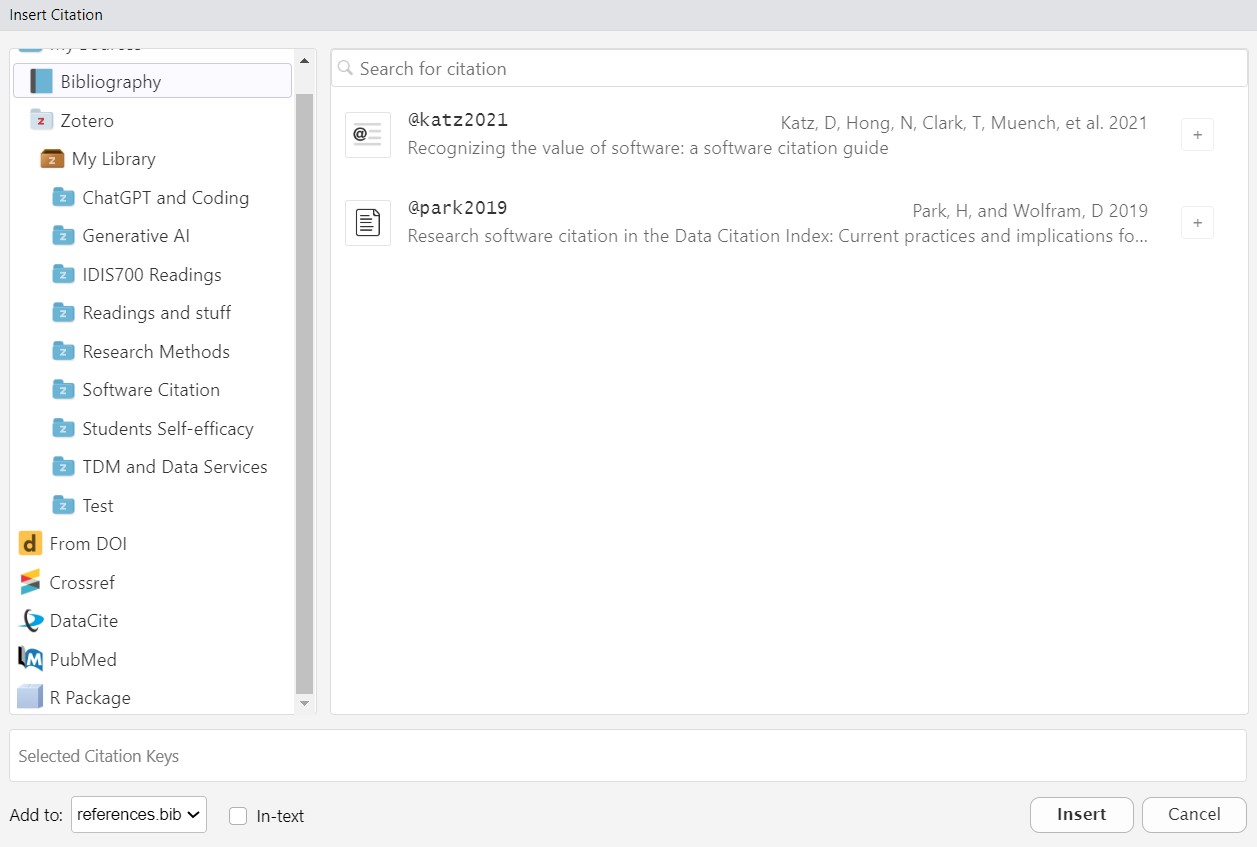 Insert Citation
My Sources
Bibliography
Zotero
My Library
ChatGPT and Coding
Generative AI
IDIS700 Readings
Readings and stuff
Research Methods
Software Citation
Students Self-efficacy
TDM and Data Services
Test
From DOI
Crossref
DataCite
PubMed
R Package
Search for citation
@katz2021
Katz, D, Hong, N, Clark, T, Muench, et al. 2021
Recognizing the value of software: a software citation guide
+
@park2019
Park, H, and Wolfram, D 2019
Research software citation in the Data Citation Index: Current practices and implications fo...
+
Selected Citation Keys
Add to: references.bib In-text
Insert Cancel